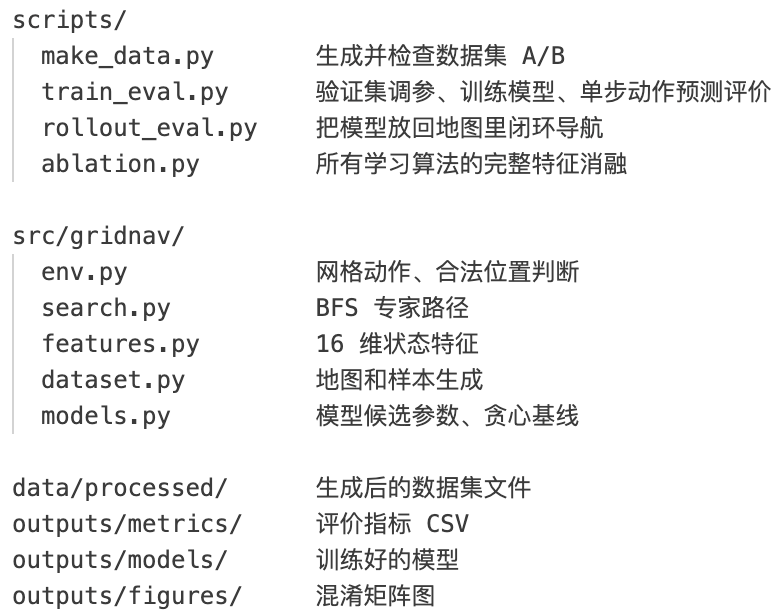 scripts/
make_data.py 生成并检查数据集 A/B
train_eval.py 验证集调参、训练模型、单步动作预测评价
rollout_eval.py 把模型放回地图里闭环导航
ablation.py 所有学习算法的完整特征消融
src/gridnav/
env.py 网格动作、合法位置判断
search.py BFS 专家路径
features.py 16 维状态特征
dataset.py 地图和样本生成
models.py 模型候选参数、贪心基线
data/processed/ 生成后的数据集文件
outputs/metrics/ 评价指标 CSV
outputs/models/ 训练好的模型
outputs/figures/ 混淆矩阵图